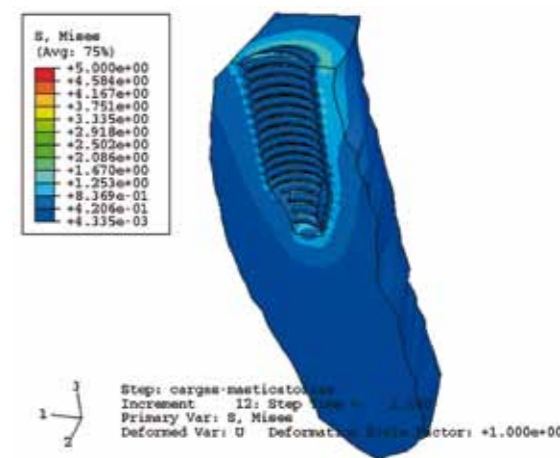 S, Mises
(Avg: 75%)
+5.000e+00
+4.584e+00
+4.167e+00
+3.751e+00
+3.335e+00
+2.918e+00
+2.502e+00
+2.086e+00
+1.670e+00
+1.253e+00
+8.369e-01
+4.206e-01
+4.335e-03
3
1
2
Step:
Increment 12: Step
Primary Var: S, Mises
Deformed Var: U Deformation Scale Factor: +1.000e+00